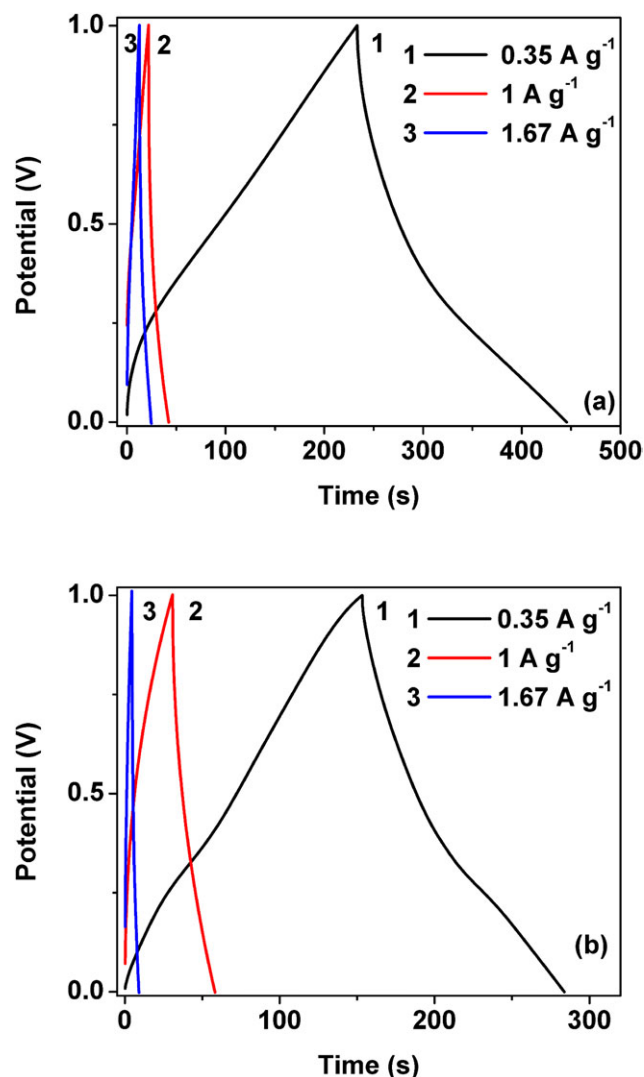 3 2 1
1 0.35 A g⁻¹
2 1 A g⁻¹
3 1.67 A g⁻¹
1.0
0.5
0.0
Potential (V)
(a)
0 100 200 300 400 500
Time (s)
3 2 1
1 0.35 A g⁻¹
2 1 A g⁻¹
3 1.67 A g⁻¹
1.0
0.5
0.0
Potential (V)
(b)
0 100 200 300
Time (s)